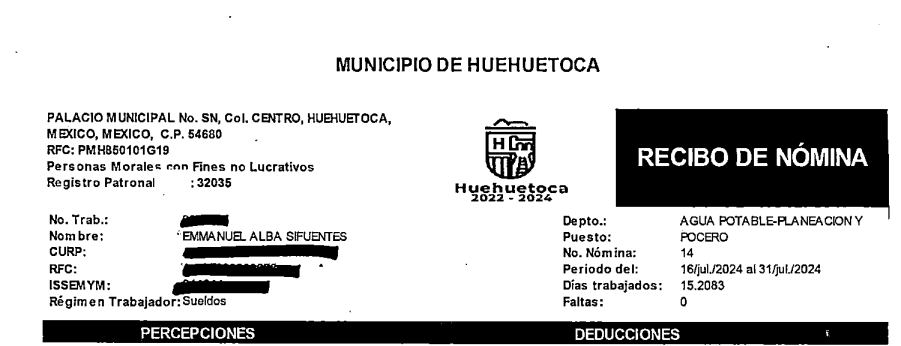 MUNICIPIO DE HUEHUETOCA
PALACIO MUNICIPAL No. SN, Col. CENTRO, HUEHUETOCA,
MEXICO, MEXICO, C.P. 54680
RFC: PMH850101G19
Personas Morales con Fines no Lucrativos
Registro Patronal : 32035
H
Huehuetoca
2022 - 2024
RECIBO DE NÓMINA
No. Trab.:
Nombre: EMMANUEL ALBA SIFUENTES
CURP:
RFC:
ISSEMYM:
Régimen Trabajador: Sueldos
Depto.: AGUA POTABLE-PLANEACION Y
Puesto: POCERO
No. Nómina: 14
Periodo del: 16/jul./2024 al 31/jul./2024
Días trabajados: 15.2083
Faltas: 0
PERCEPCIONES DEDUCCIONES